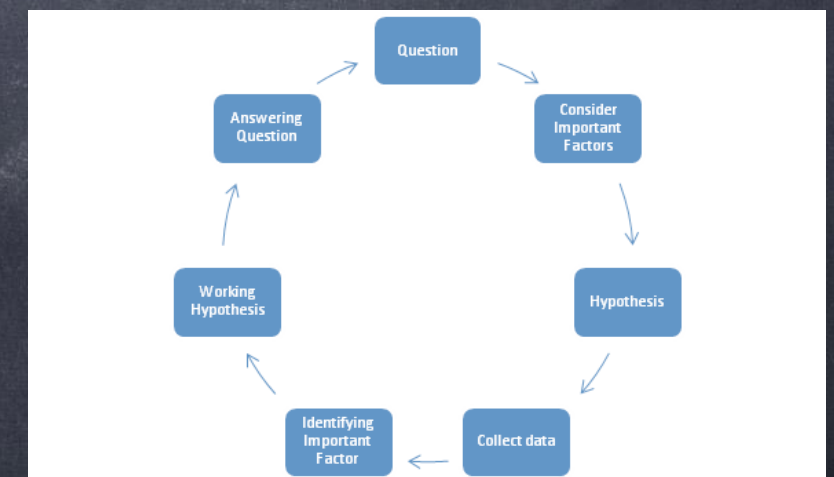 Question
Consider
Important
Factors
Hypothesis
Collect data
Identifying
Important
Factor
Working
Hypothesis
Answering
Question